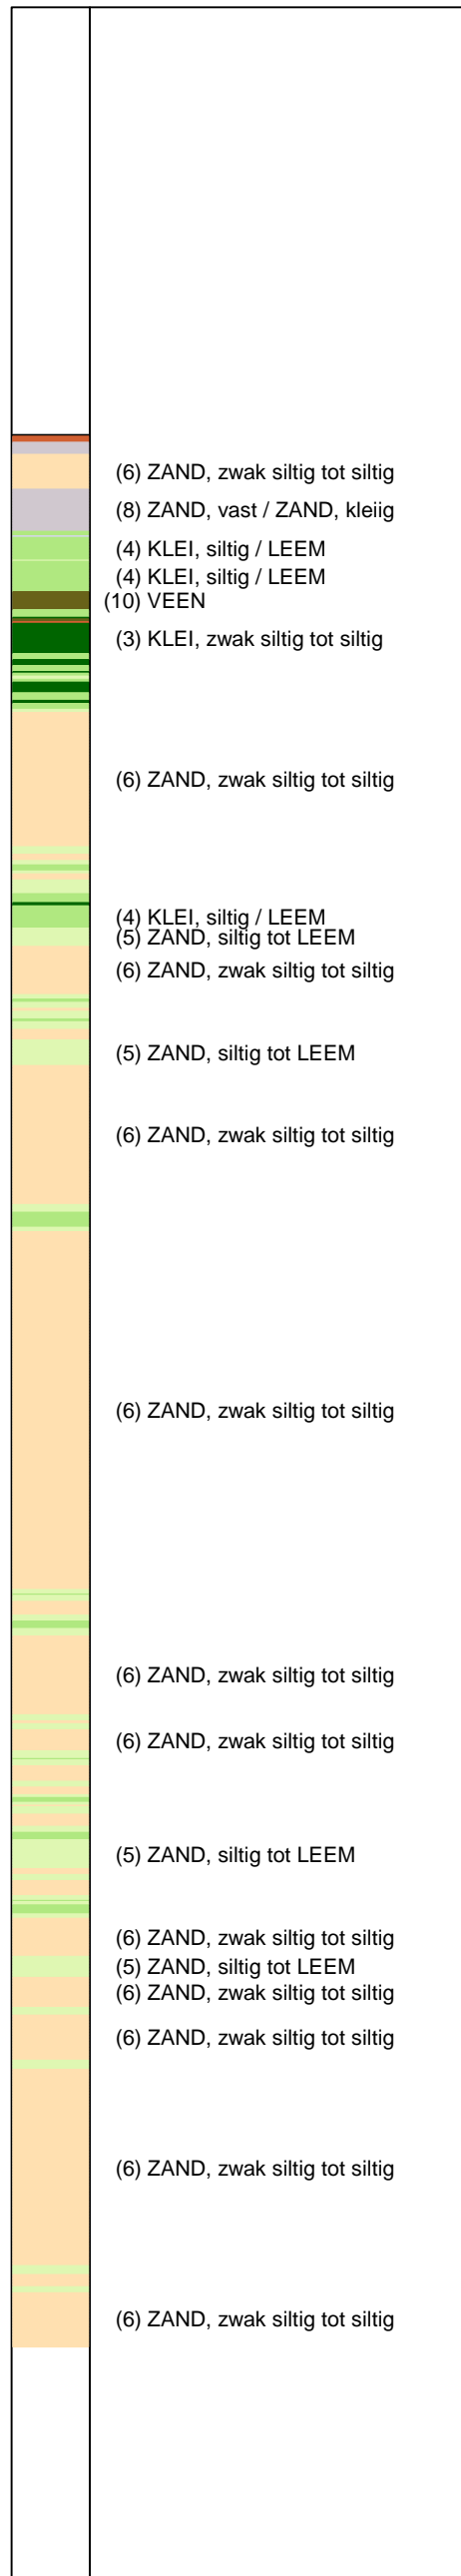 (6) ZAND, zwak siltig tot siltig
(8) ZAND, vast / ZAND, kleiig
(4) KLEI, siltig / LEEM
(4) KLEI, siltig / LEEM
(10) VEEN
(3) KLEI, zwak siltig tot siltig
(6) ZAND, zwak siltig tot siltig
(4) KLEI, siltig / LEEM
(5) ZAND, siltig tot LEEM
(6) ZAND, zwak siltig tot siltig
(5) ZAND, siltig tot LEEM
(6) ZAND, zwak siltig tot siltig
(6) ZAND, zwak siltig tot siltig
(6) ZAND, zwak siltig tot siltig
(6) ZAND, zwak siltig tot siltig
(5) ZAND, siltig tot LEEM
(6) ZAND, zwak siltig tot siltig
(5) ZAND, siltig tot LEEM
(6) ZAND, zwak siltig tot siltig
(6) ZAND, zwak siltig tot siltig
(6) ZAND, zwak siltig tot siltig
(6) ZAND, zwak siltig tot siltig